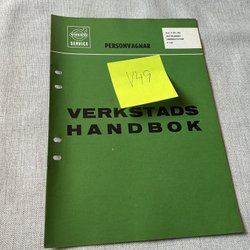 VOLVO
SERVICE
PERSONVAGNAR
V49
VERKSTADS
HANDBOK